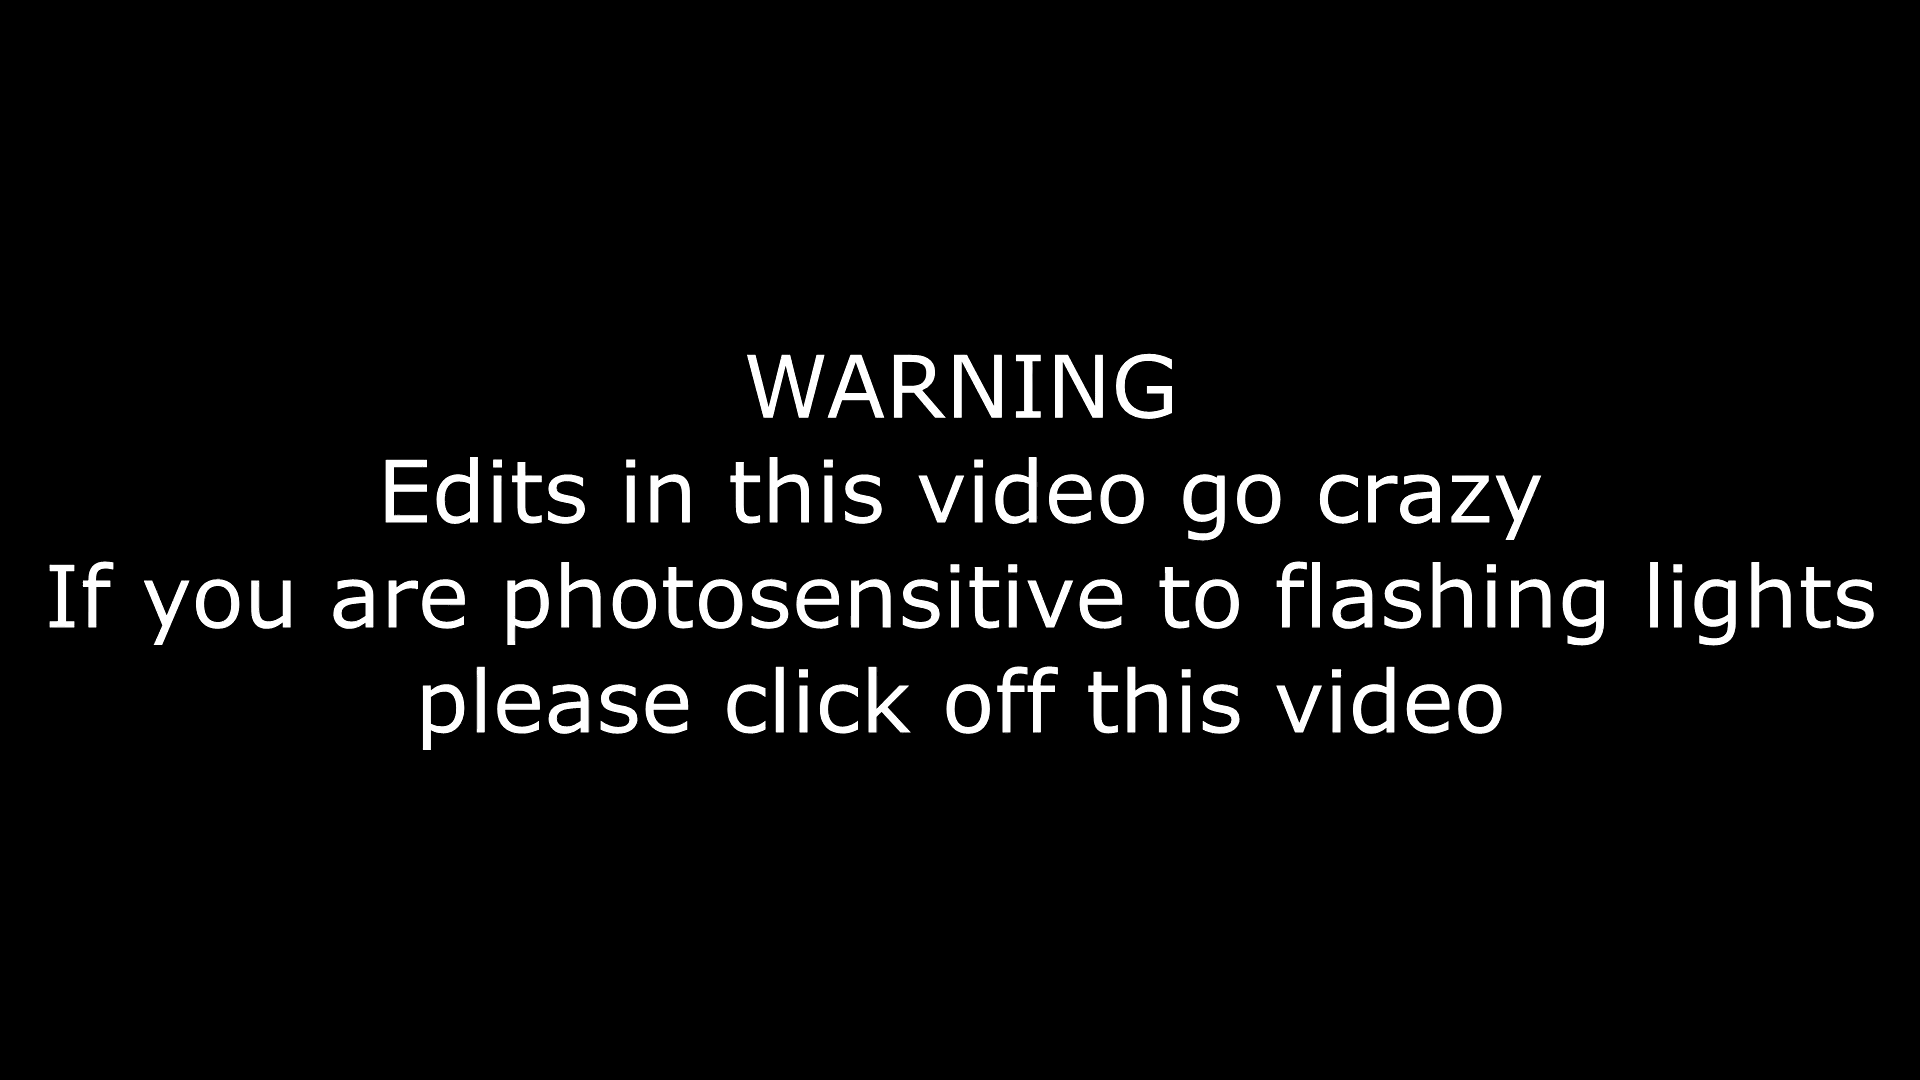 WARNING
Edits in this video go crazy
If you are photosensitive to flashing lights
please click off this video